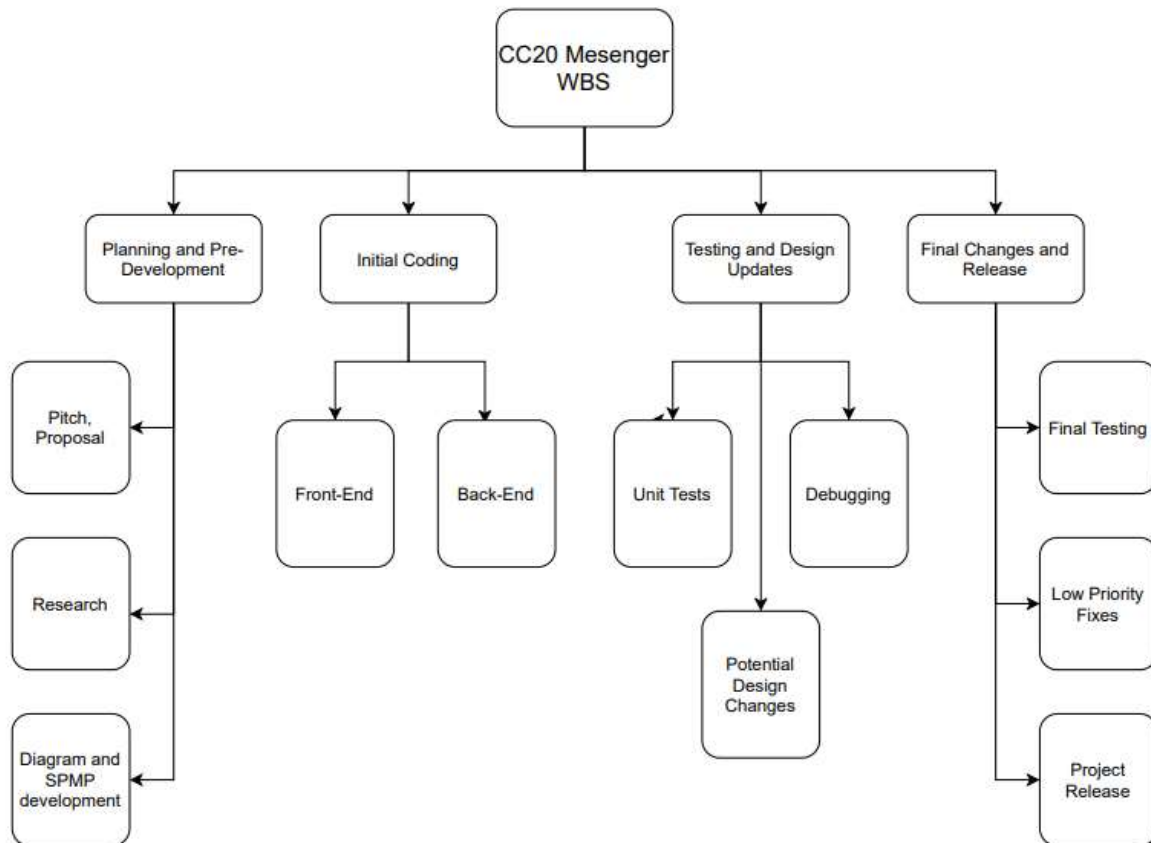 CC20 Mesenger
WBS
Planning and Pre-
Development
Initial Coding
Testing and Design
Updates
Final Changes and
Release
Pitch,
Proposal
Front-End
Back-End
Unit Tests
Debugging
Final Testing
Research
Low Priority
Fixes
Potential
Design
Changes
Diagram and
SPMP
development
Project
Release